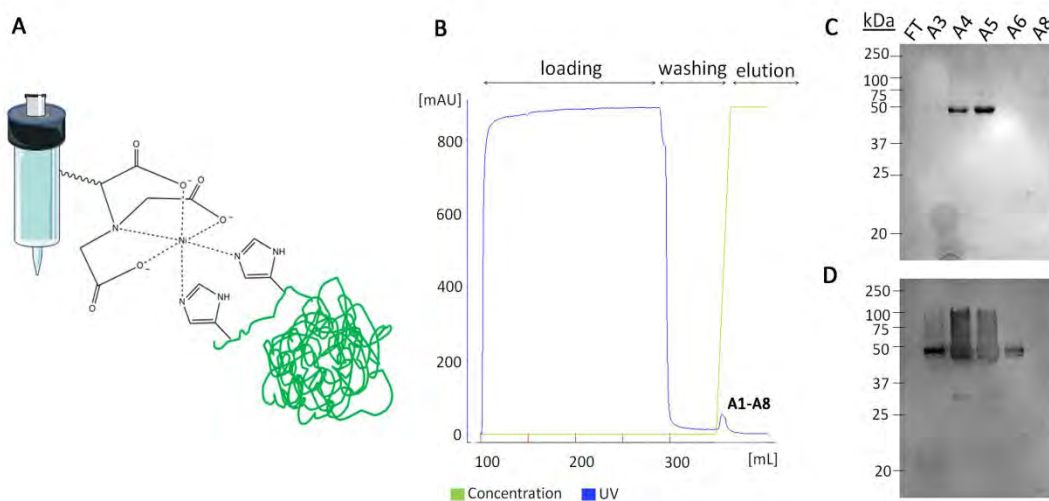 A
O
O⁻
O
O⁻
N
Ni
N
NH
O⁻
O
N
NH
B
loading
washing
elution
[mAU]
800
600
400
200
0
100
200
300
[mL]
A1-A8
Concentration
UV
C
kDa
FT
A3
A4
A5
A6
A8
250
100
75
50
37
25
20
D
250
100
75
50
37
25
20